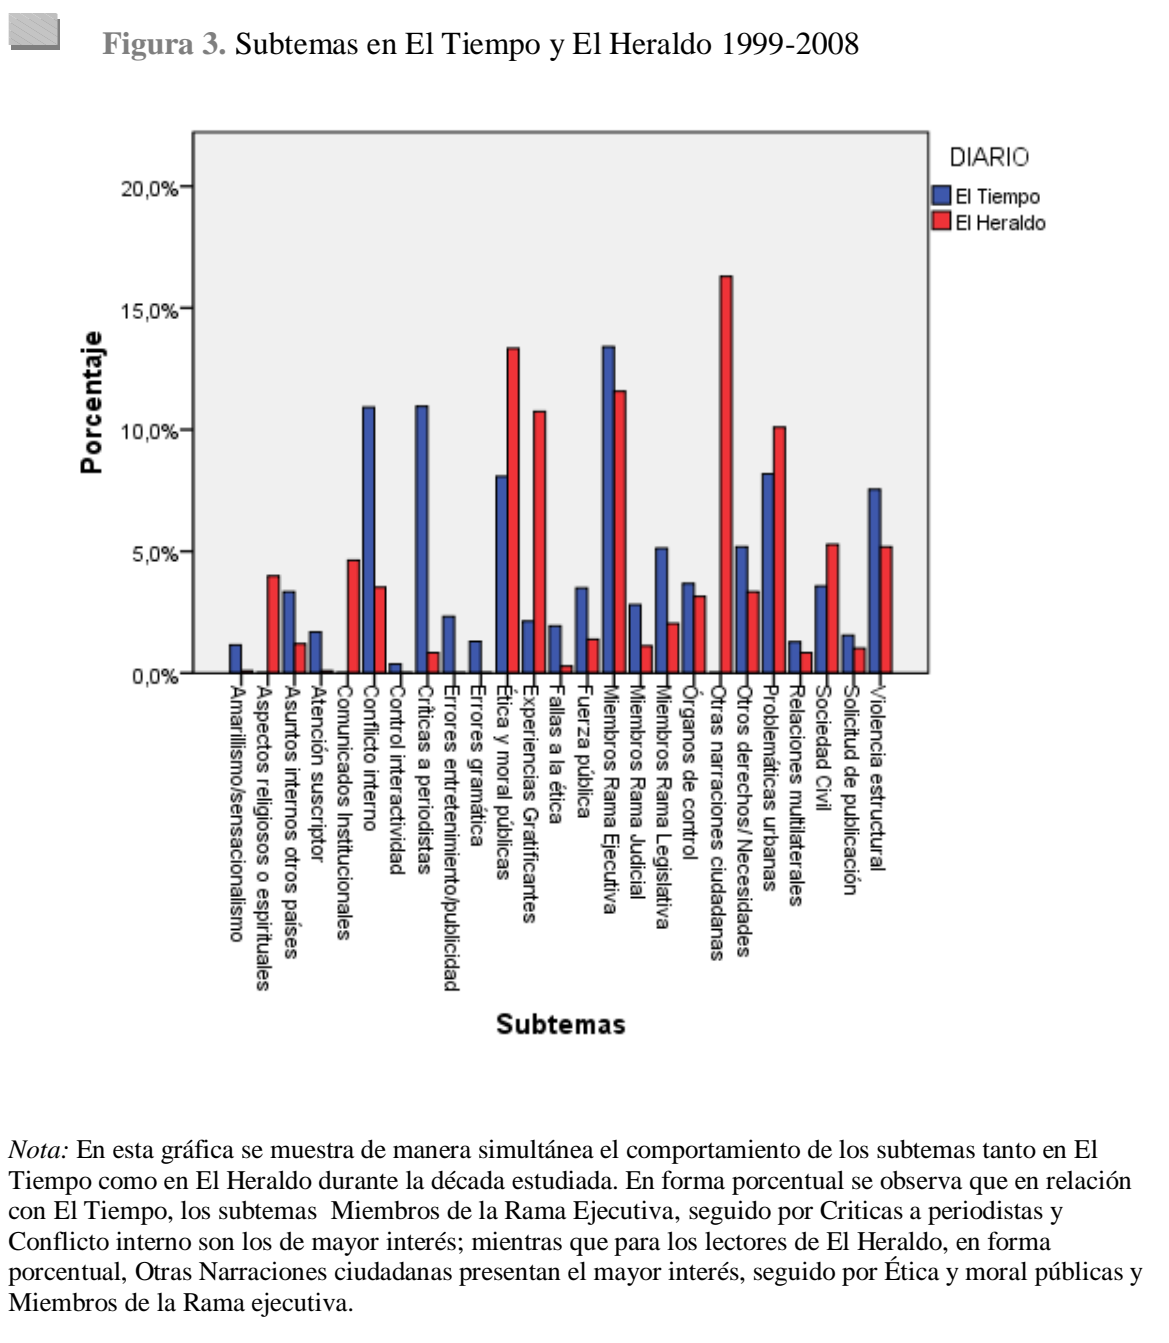 Figura 3. Subtemas en El Tiempo y El Heraldo 1999-2008
DIARIO
El Tiempo
El Heraldo
20,0%
15,0%
10,0%
5,0%
0,0%
Porcentaje
Amarillismo/sensacionalismo
Aspectos religiosos o espirituales
Asuntos internos otros países
Atención suscriptor
Comunicados Institucionales
Conflicto interno
Control interactividad
Críticas a periodistas
Errores entretenimiento/publicidad
Errores gramática
Ética y moral públicas
Experiencias Gratificantes
Fallas a la ética
Fuerza pública
Miembros Rama Ejecutiva
Miembros Rama Judicial
Miembros Rama Legislativa
Órganos de control
Otras narraciones ciudadanas
Otros derechos/ Necesidades
Problemáticas urbanas
Relaciones multilaterales
Sociedad Civil
Solicitud de publicación
Violencia estructural
Subtemas
Nota: En esta gráfica se muestra de manera simultánea el comportamiento de los subtemas tanto en El
Tiempo como en El Heraldo durante la década estudiada. En forma porcentual se observa que en relación
con El Tiempo, los subtemas  Miembros de la Rama Ejecutiva, seguido por Criticas a periodistas y
Conflicto interno son los de mayor interés; mientras que para los lectores de El Heraldo, en forma
porcentual, Otras Narraciones ciudadanas presentan el mayor interés, seguido por Ética y moral públicas y
Miembros de la Rama ejecutiva.